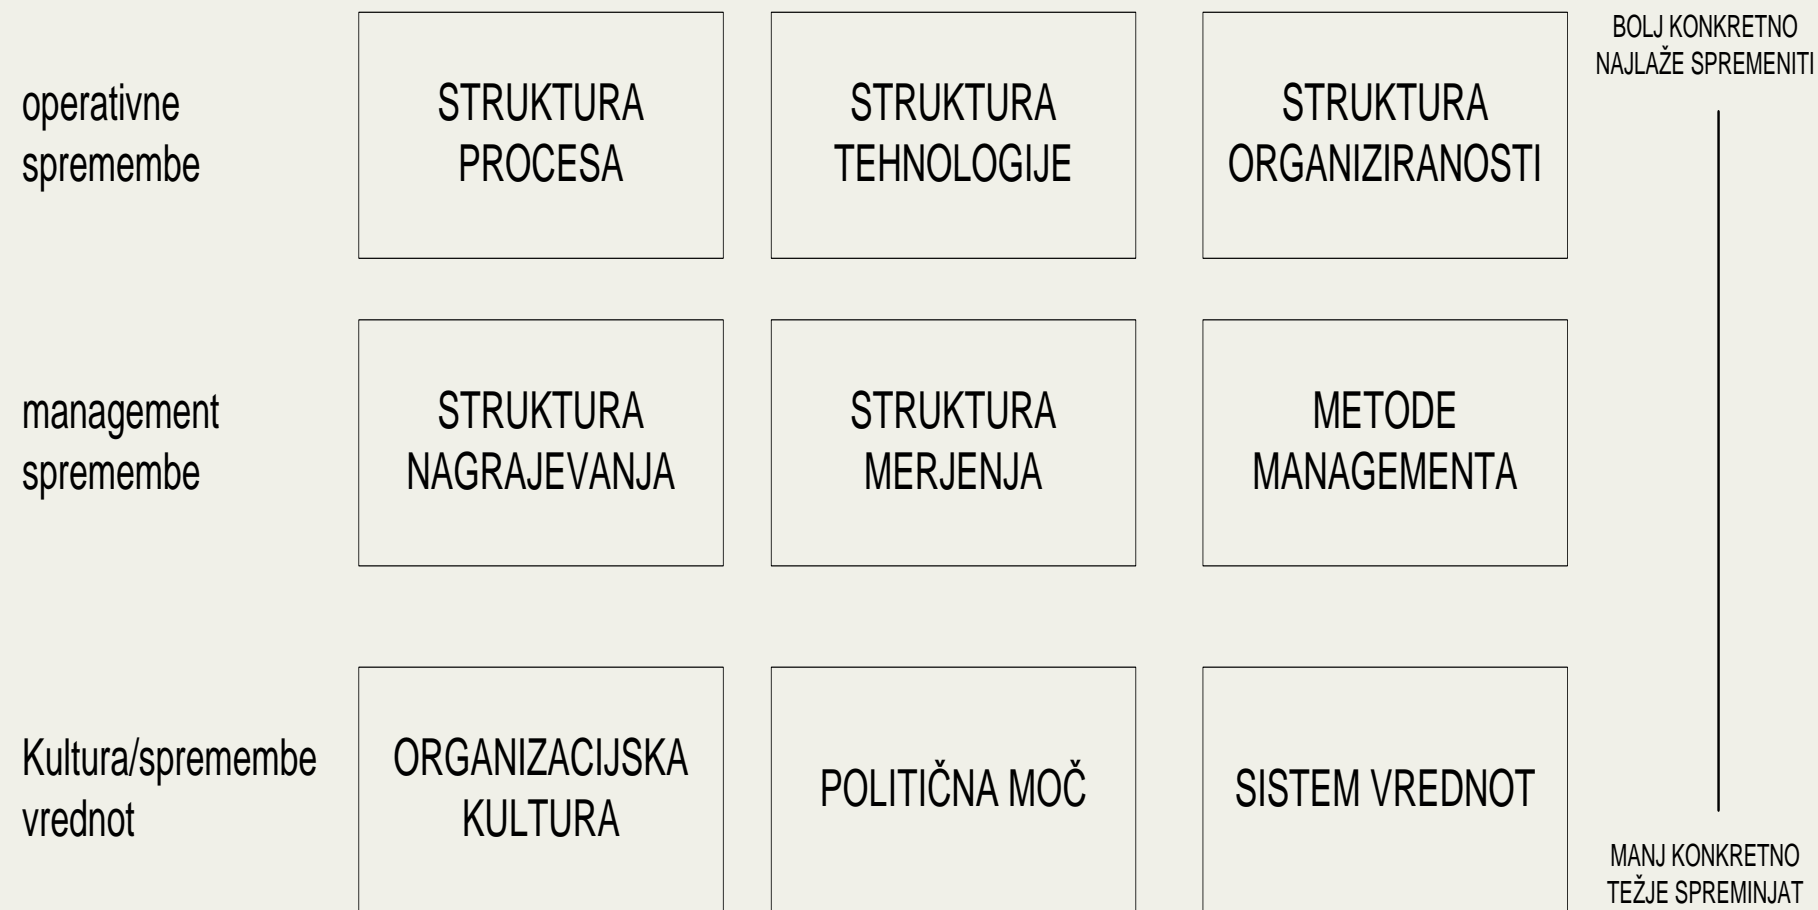 BOLJ KONKRETNO
NAJLAŽE SPREMENITI
operativne
spremembe
STRUKTURA
PROCESA
STRUKTURA
TEHNOLOGIJE
STRUKTURA
ORGANIZIRANOSTI
management
spremembe
STRUKTURA
NAGRAJEVANJA
STRUKTURA
MERJENJA
METODE
MANAGEMENTA
Kultura/spremembe
vrednot
ORGANIZACIJSKA
KULTURA
POLITIČNA MOČ
SISTEM VREDNOT
MANJ KONKRETNO
TEŽJE SPREMINJAT